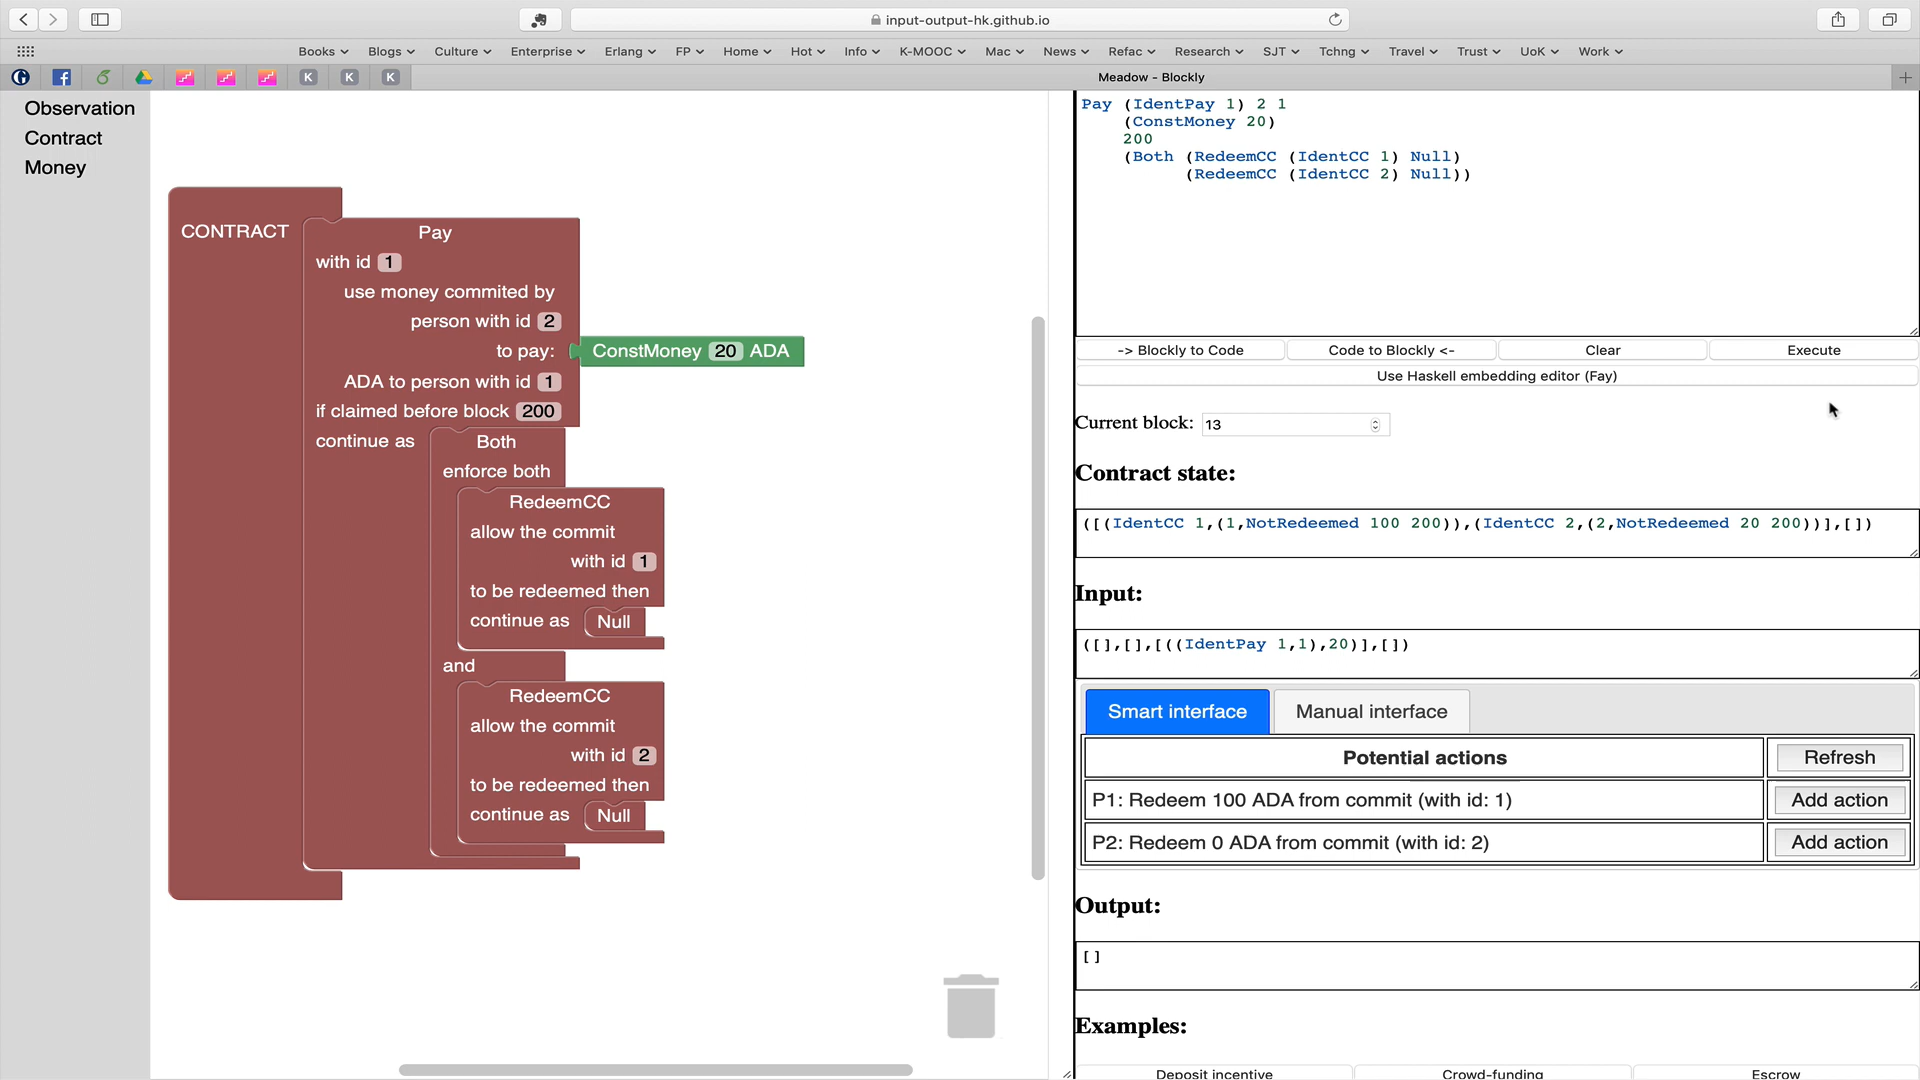 input-output-hk.github.io
Books Blogs Culture Enterprise Erlang FP Home Hot Info K-MOOC Mac News Refac Research SJT Tchng Travel Trust UoK Work
K K K Meadow - Blockly
Observation
Contract
Money
CONTRACT
Pay
with id 1
use money commited by
person with id 2
to pay:
ConstMoney 20 ADA
ADA to person with id 1
if claimed before block 200
continue as
Both
enforce both
RedeemCC
allow the commit
with id 1
to be redeemed then
continue as Null
and
RedeemCC
allow the commit
with id 2
to be redeemed then
continue as Null
Pay (IdentPay 1) 2 1
(ConstMoney 20)
200
(Both (RedeemCC (IdentCC 1) Null)
(RedeemCC (IdentCC 2) Null))
-> Blockly to Code Code to Blockly <- Clear Execute
Use Haskell embedding editor (Fay)
Current block: 13
Contract state:
([(IdentCC 1,(1,NotRedeemed 100 200)),(IdentCC 2,(2,NotRedeemed 20 200))],[])
Input:
([],[],[((IdentPay 1,1),20)],[])
Smart interface Manual interface
Potential actions Refresh
P1: Redeem 100 ADA from commit (with id: 1) Add action
P2: Redeem 0 ADA from commit (with id: 2) Add action
Output:
[]
Examples:
Deposit incentive Crowd-funding Escrow